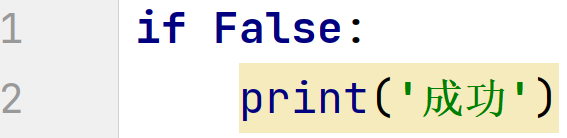 1 if False:
2     print('成功')